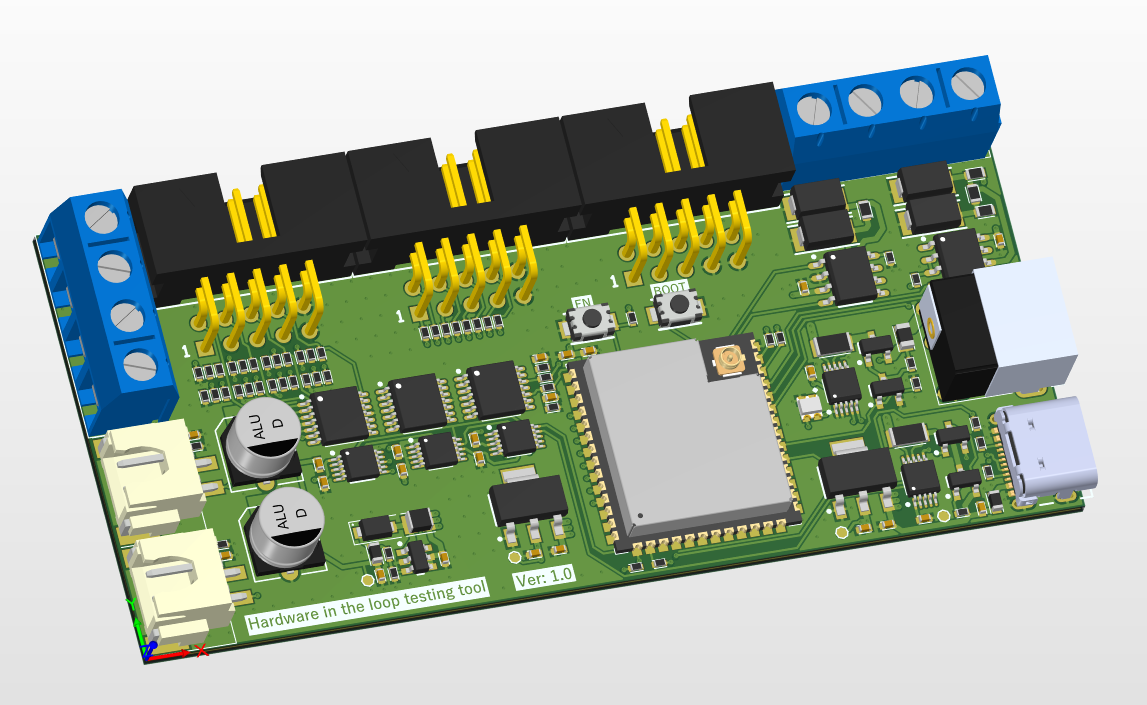 EN
BOOT
1
1
1
ALU
D
ALU
D
Hardware in the loop testing tool
Ver: 1.0
Y
X